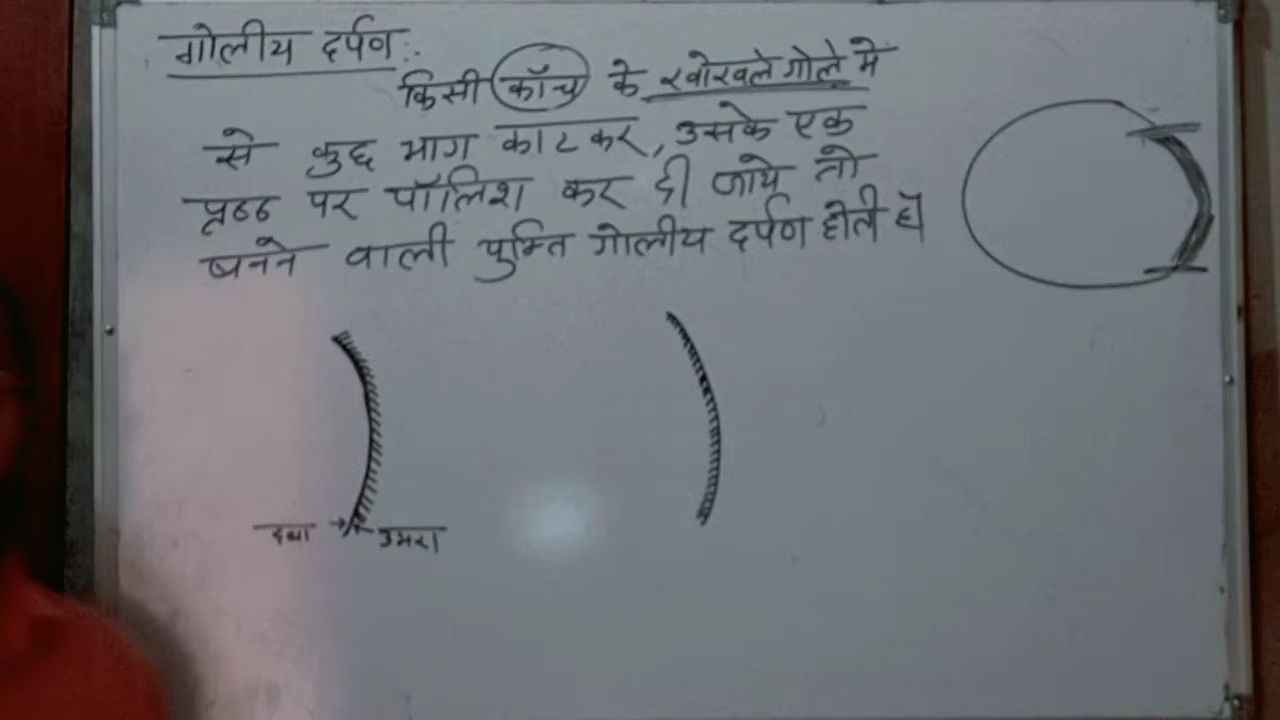 गोलीय दर्पण:.
किसी काँच के खोखले गोले मे
से कुछ भाग काटकर, उसके एक
पृष्ठ पर पॉलिश कर दी जाये तो
बनने वाली युक्ति गोलीय दर्पण होती है।
दबा उभरा